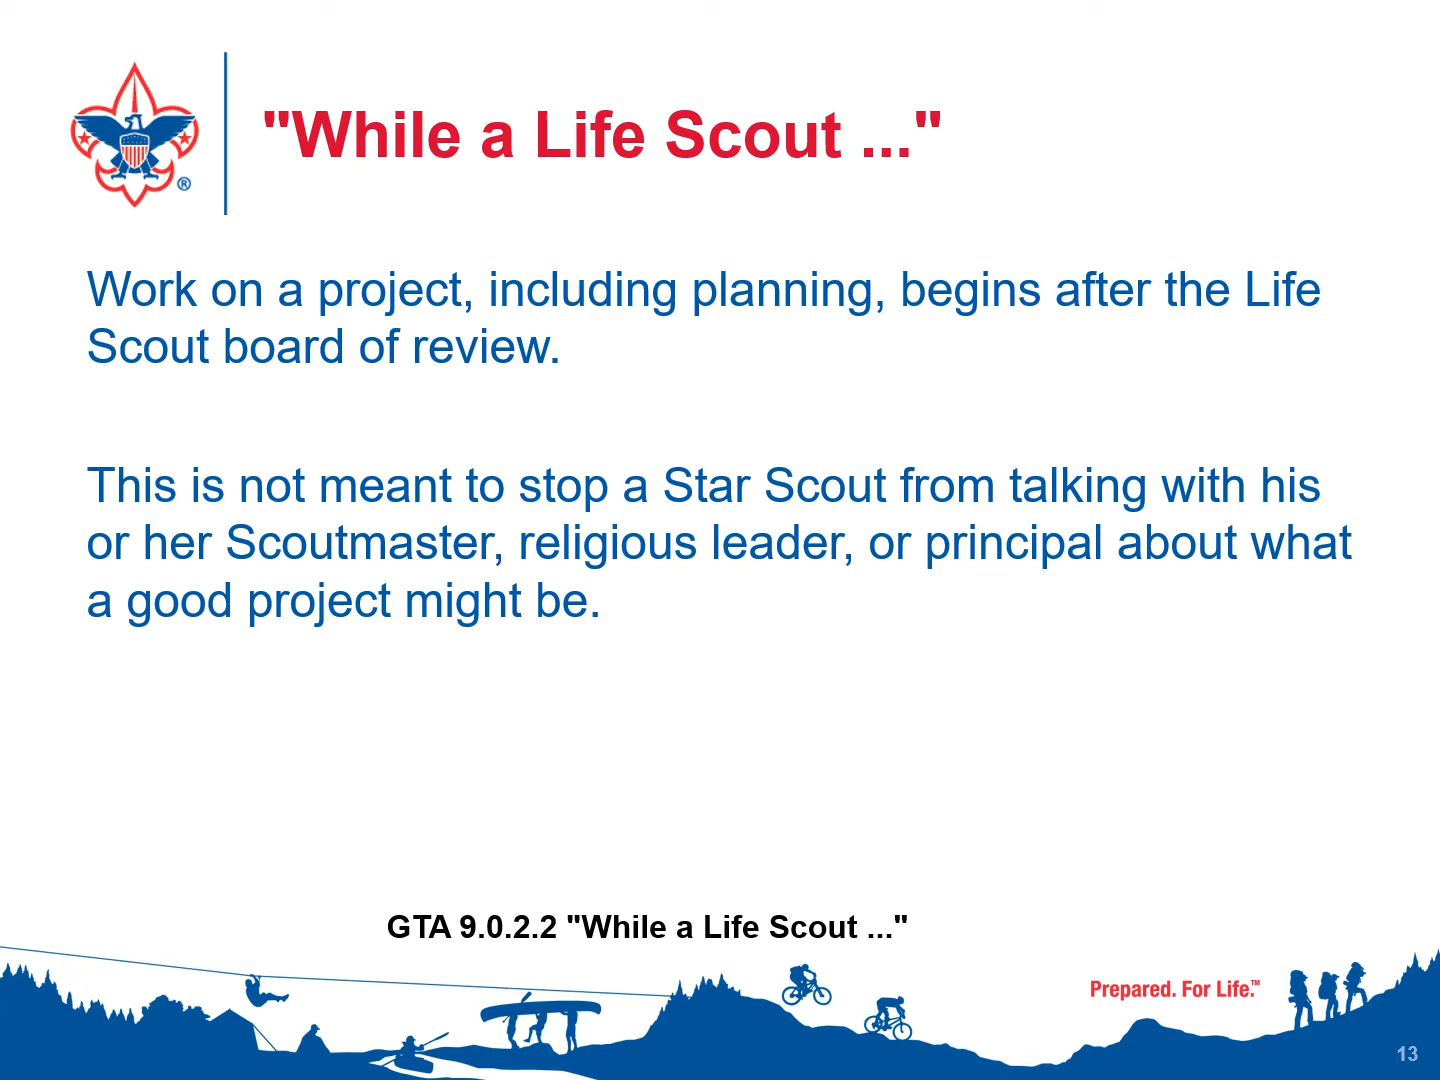 "While a Life Scout ..."
®
Work on a project, including planning, begins after the Life
Scout board of review.
This is not meant to stop a Star Scout from talking with his
or her Scoutmaster, religious leader, or principal about what
a good project might be.
GTA 9.0.2.2 "While a Life Scout ..."
Prepared. For Life.™
13